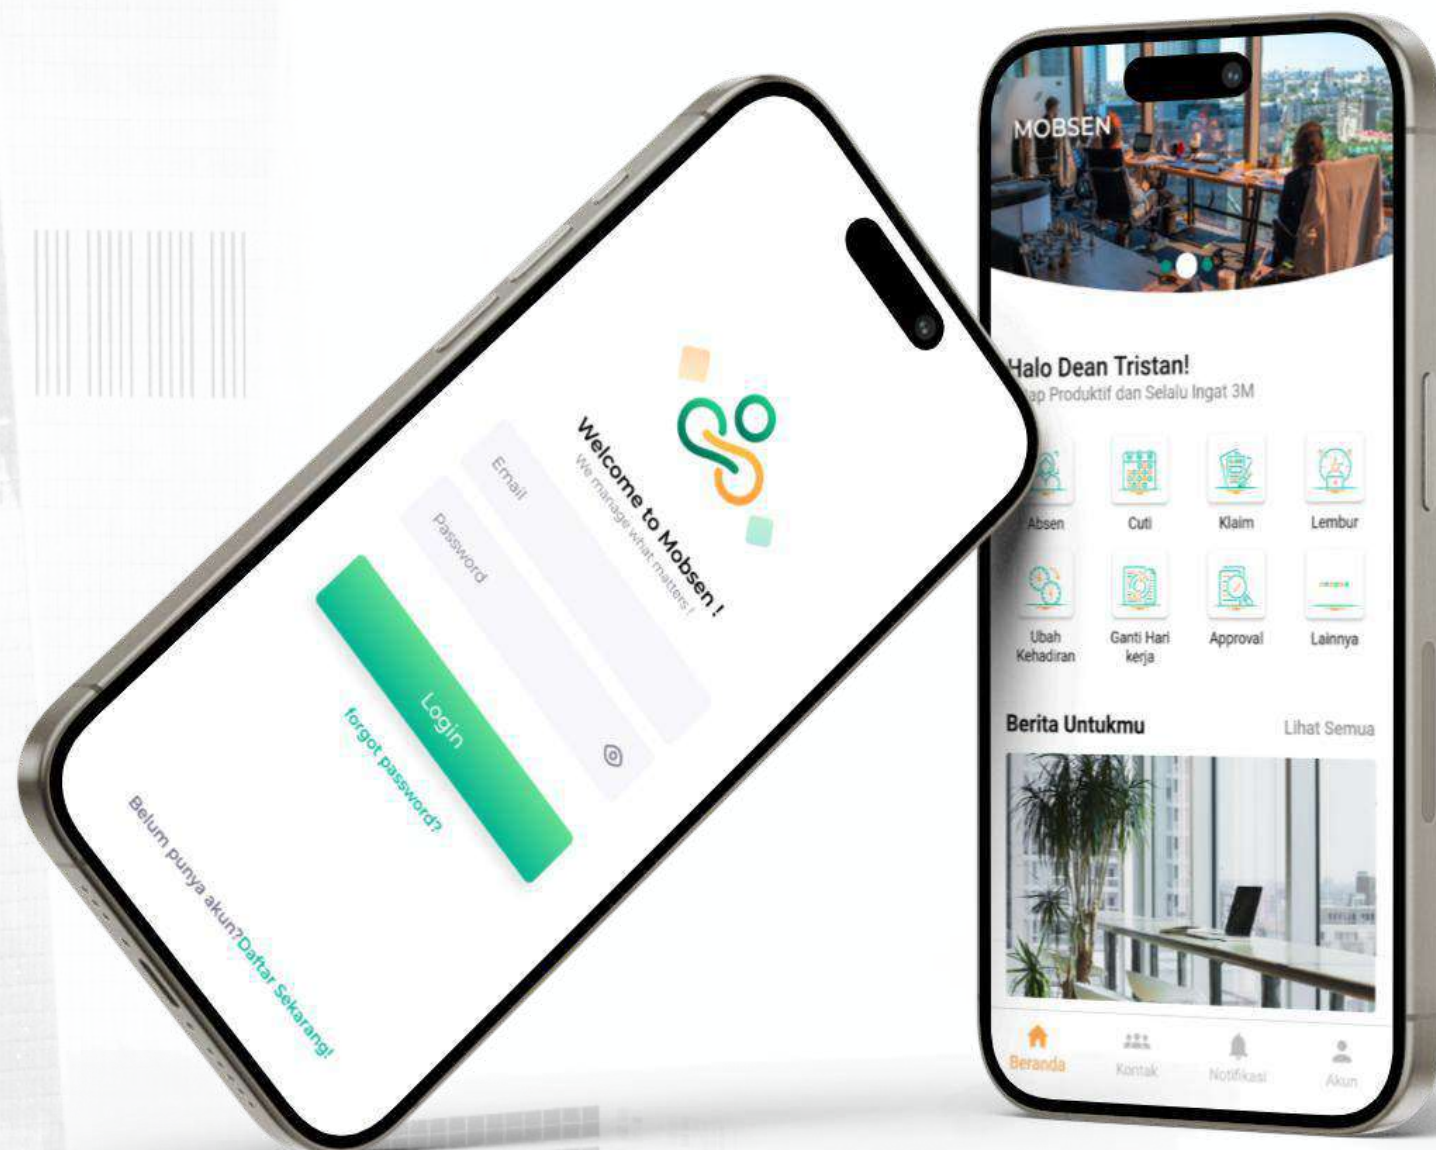 Welcome to Mobsen !
We manage what matters !
Email
Password
Login
forgot password?
Belum punya akun?Daftar Sekarang!
MOBSEN
Halo Dean Tristan!
Produktif dan Selalu Ingat 3M
Absen
Cuti
Klaim
Lembur
Ubah
Kehadiran
Ganti Hari
kerja
Approval
Lainnya
Berita Untukmu
Lihat Semua
Beranda
Kontak
Notifikasi
Akun